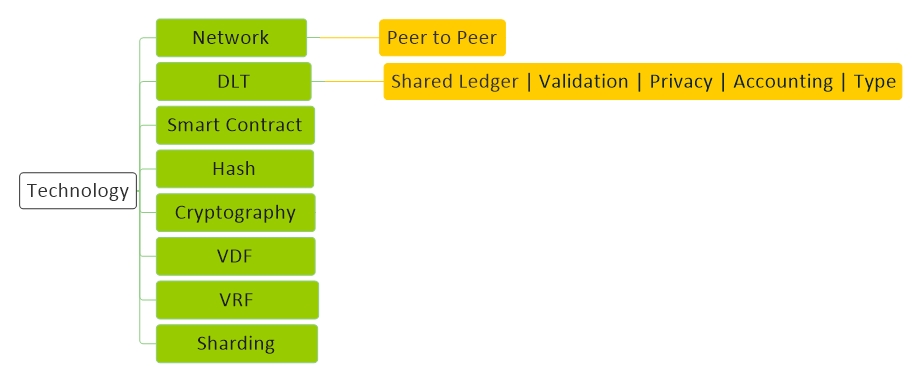 Network
Peer to Peer
DLT
Shared Ledger | Validation | Privacy | Accounting | Type
Smart Contract
Hash
Technology
Cryptography
VDF
VRF
Sharding